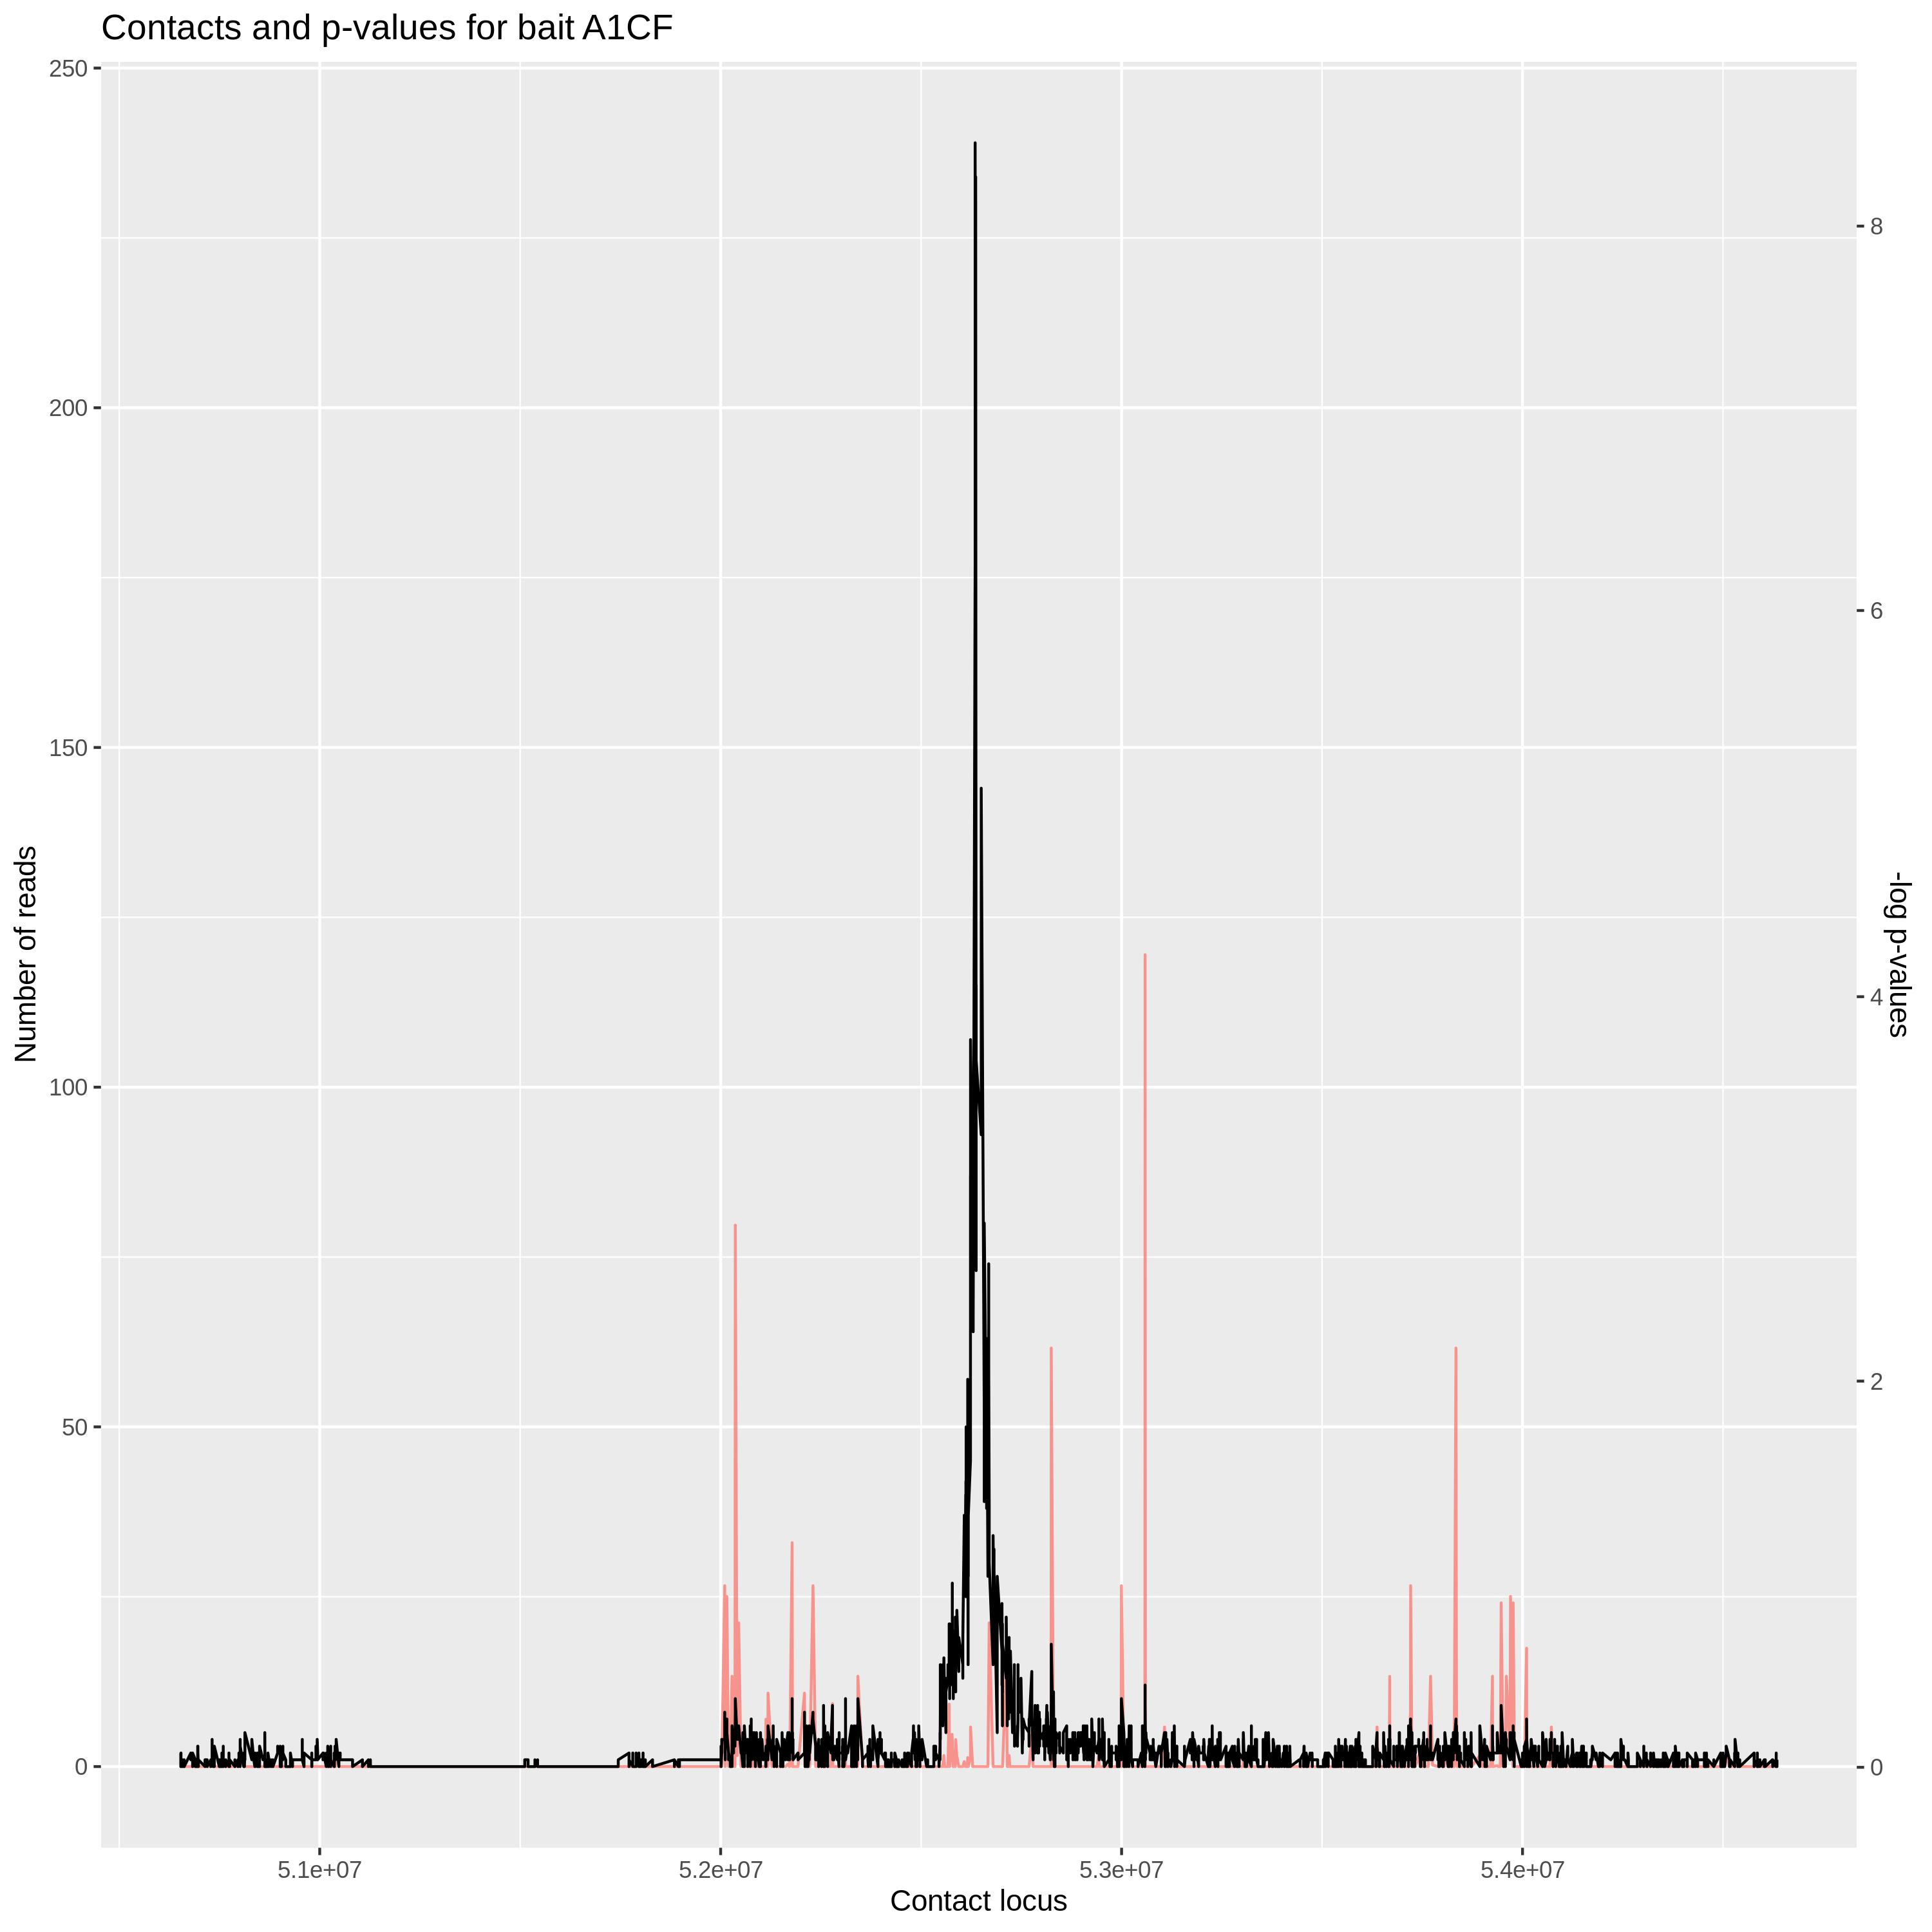 Contacts and p-values for bait A1CF
250
200
150
100
50
0
Number of reads
8
6
4
2
0
-log p-values
5.1e+07
5.2e+07
5.3e+07
5.4e+07
Contact locus